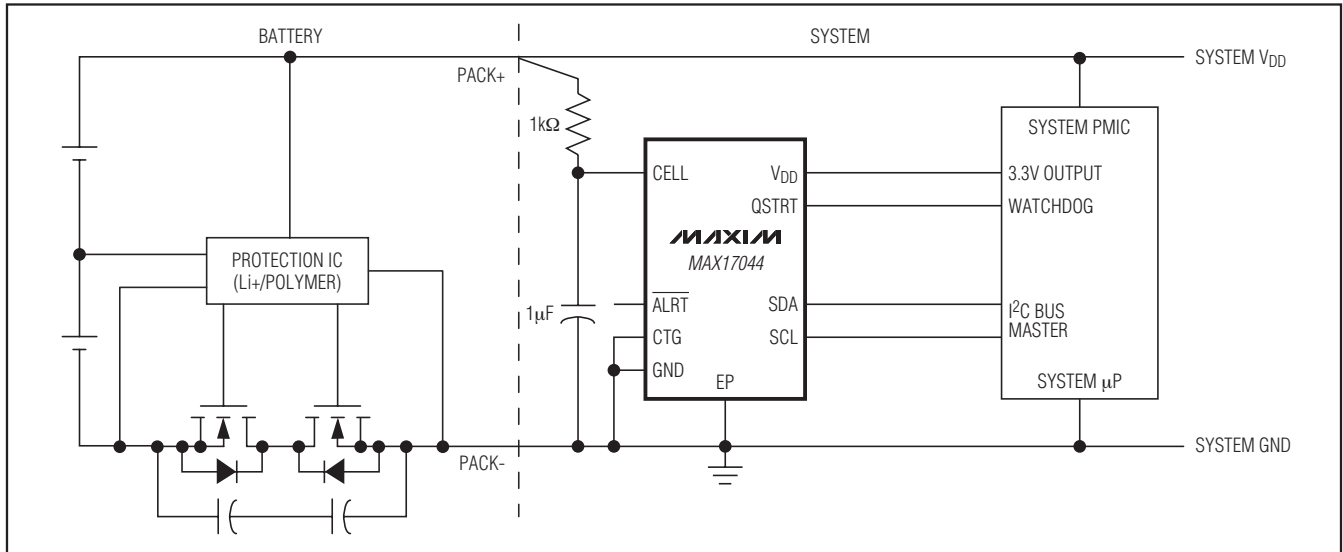 BATTERY
SYSTEM
PACK+
SYSTEM VDD
1kΩ
SYSTEM PMIC
CELL
VDD
3.3V OUTPUT
QSTRT
WATCHDOG
MAXIM
MAX17044
PROTECTION IC
(Li+/POLYMER)
1μF
ALRT
SDA
I2C BUS
MASTER
CTG
SCL
GND
EP
SYSTEM μP
PACK-
SYSTEM GND